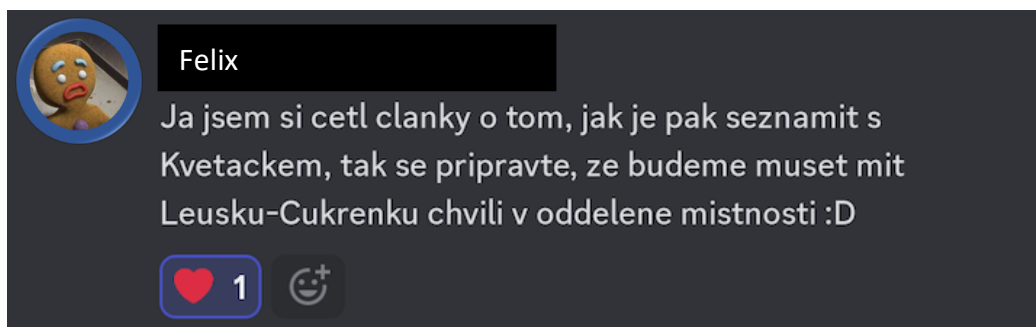 Felix
Ja jsem si cetl clanky o tom, jak je pak seznamit s
Kvetackem, tak se pripravte, ze budeme muset mit
Leusku-Cukrenku chvili v oddelene mistnosti :D
1